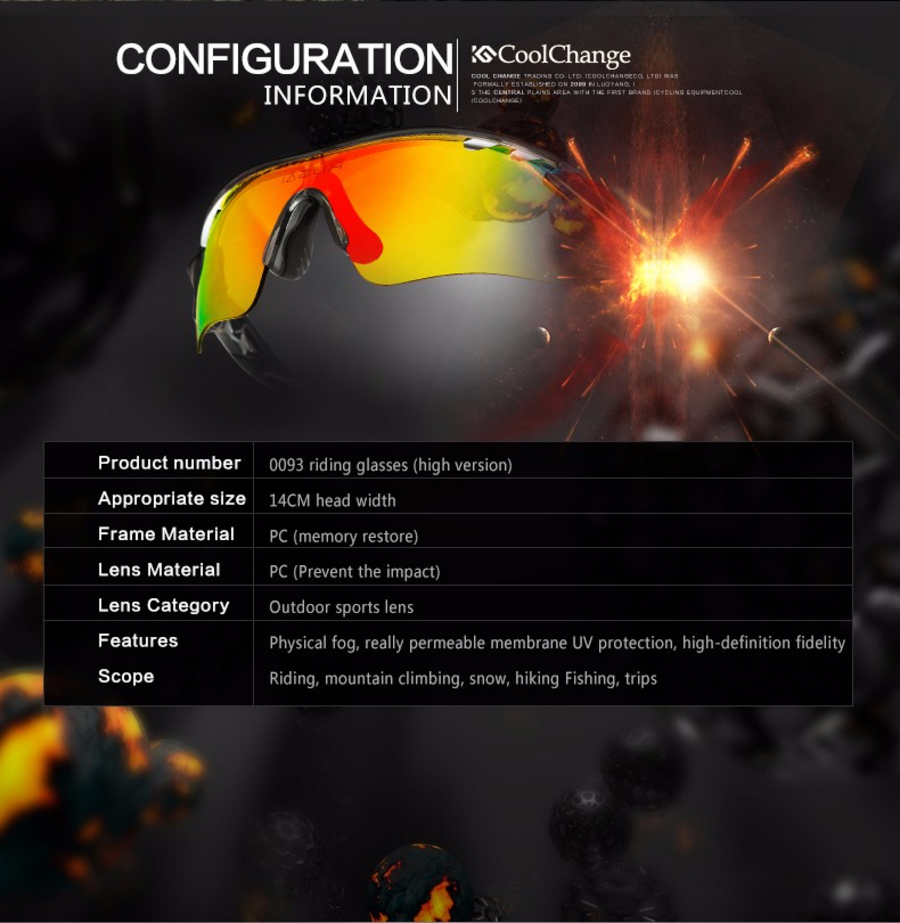 CONFIGURATION
INFORMATION
CoolChange
COOL CHANGE TRADING CO. LTD. (COOLCHANGECO, LTD) WAS
FORMALLY ESTABLISHED ON 2009 IN LUOYANG, I
S THE CENTRAL PLAINS AREA WITH THE FIRST BRAND (CYCLING EQUIPMENTCOOL
(COOLCHANGE)
Product number 0093 riding glasses (high version)
Appropriate size 14CM head width
Frame Material PC (memory restore)
Lens Material PC (Prevent the impact)
Lens Category Outdoor sports lens
Features Physical fog, really permeable membrane UV protection, high-definition fidelity
Scope Riding, mountain climbing, snow, hiking Fishing, trips